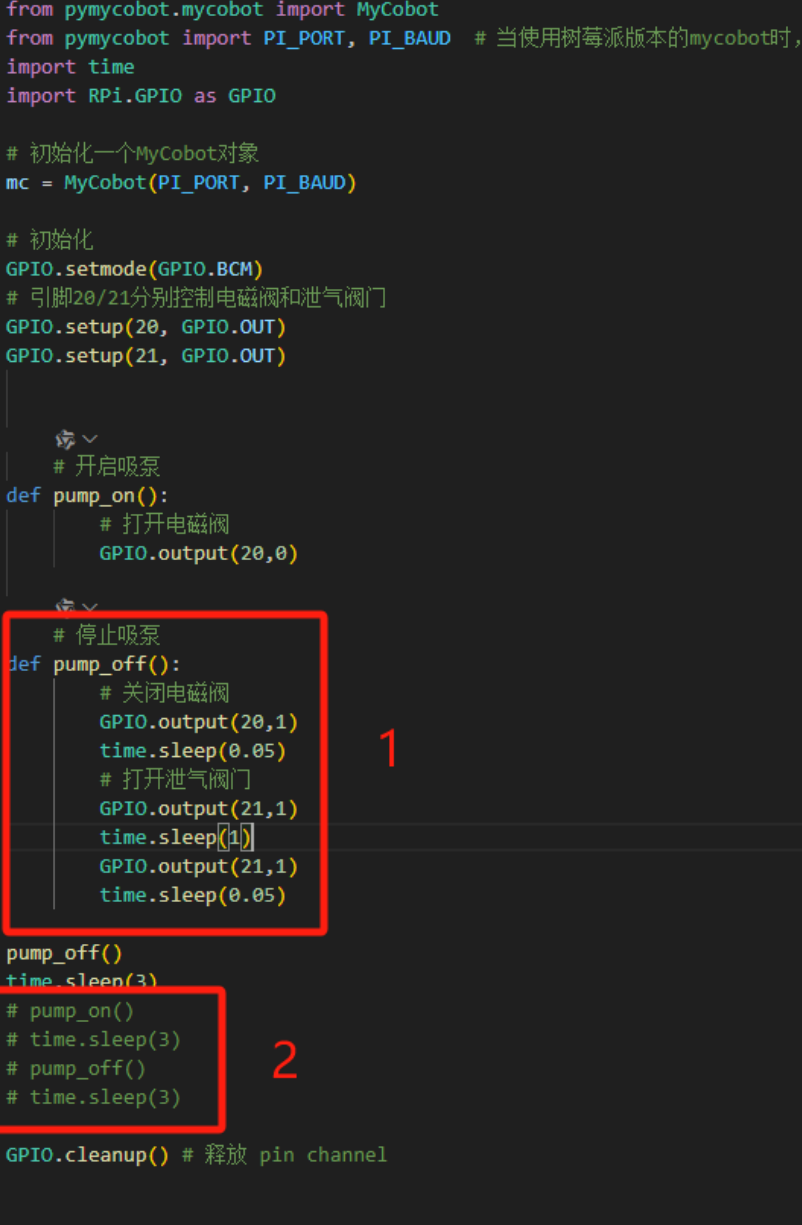 from pymycobot.mycobot import MyCobot
from pymycobot import PI_PORT, PI_BAUD  # 当使用树莓派版本的mycobot时，
import time
import RPi.GPIO as GPIO
# 初始化一个MyCobot对象
mc = MyCobot(PI_PORT, PI_BAUD)
# 初始化
GPIO.setmode(GPIO.BCM)
# 引脚20/21分别控制电磁阀和泄气阀门
GPIO.setup(20, GPIO.OUT)
GPIO.setup(21, GPIO.OUT)
# 开启吸泵
def pump_on():
# 打开电磁阀
GPIO.output(20,0)
# 停止吸泵
def pump_off():
# 关闭电磁阀
GPIO.output(20,1)
time.sleep(0.05)
# 打开泄气阀门
GPIO.output(21,1)
time.sleep(1)
GPIO.output(21,1)
time.sleep(0.05)
1
pump_off()
time.sleep(3)
# pump_on()
# time.sleep(3)
# pump_off()
# time.sleep(3)
2
GPIO.cleanup() # 释放 pin channel